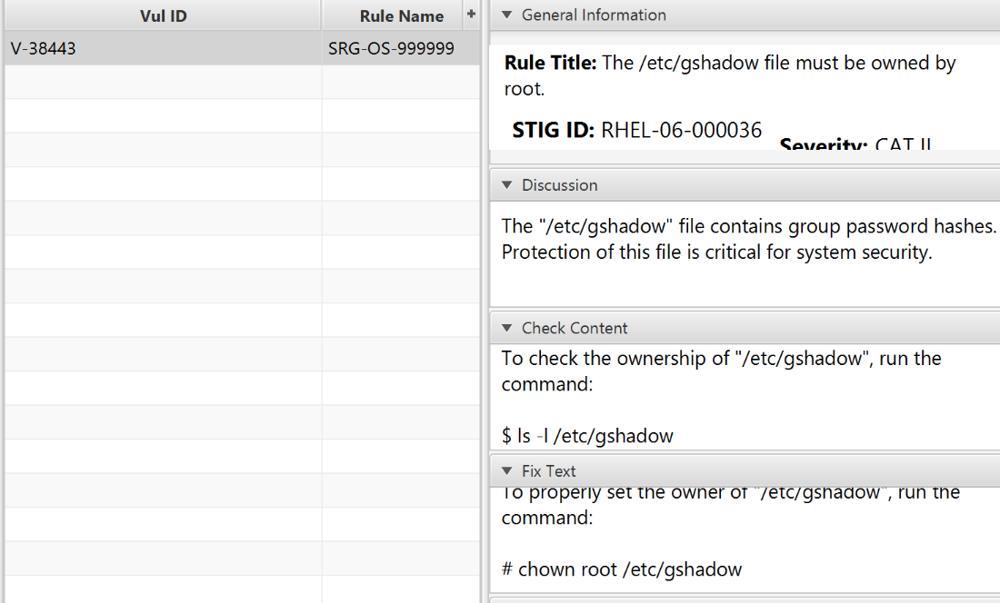 Vul ID Rule Name +
V-38443 SRG-OS-999999
General Information
Rule Title: The /etc/gshadow file must be owned by
root.
STIG ID: RHEL-06-000036
Severity: CAT II
Discussion
The "/etc/gshadow" file contains group password hashes.
Protection of this file is critical for system security.
Check Content
To check the ownership of "/etc/gshadow", run the
command:
$ ls -l /etc/gshadow
Fix Text
To properly set the owner of "/etc/gshadow", run the
command:
# chown root /etc/gshadow